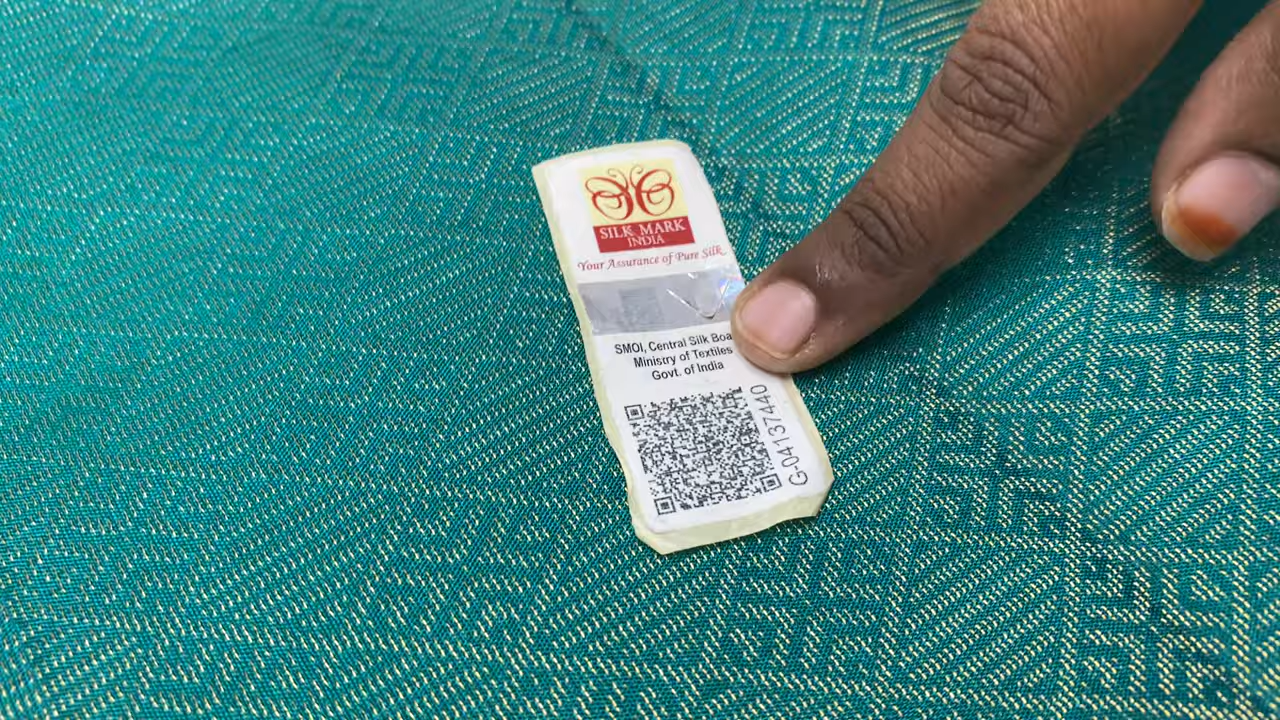 SILK MARK
INDIA
Your Assurance of Pure Silk
SMOI, Central Silk Boa
Ministry of Textiles
Govt. of India
G-04137440